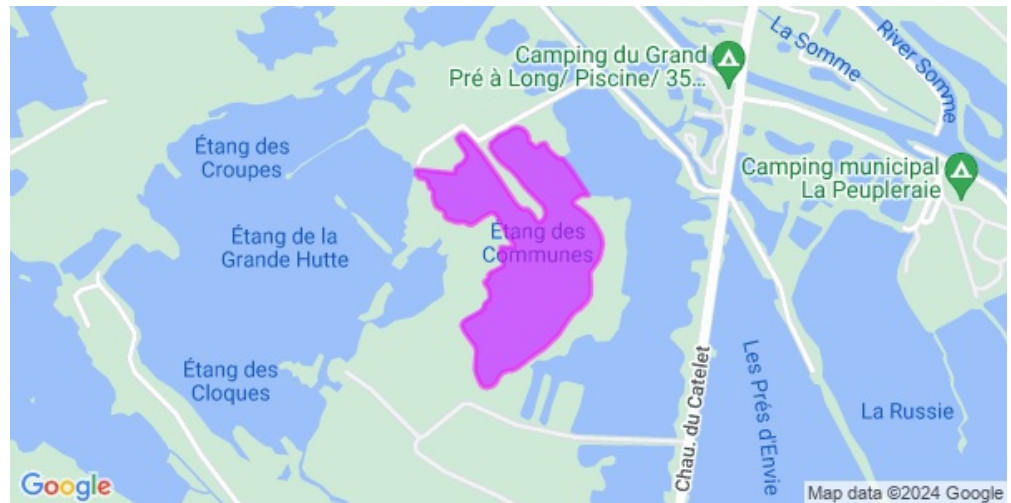 La Somme
River Somme
Camping du Grand
Pré à Long/ Piscine/ 35...
Étang des
Croupes
Camping municipal
La Peupleraie
Étang de la
Grande Hutte
Étang des
Communes
Étang des
Cloques
Chau. du Catelet
Les Prés d'Envie
La Russie
Google
Map data ©2024 Google